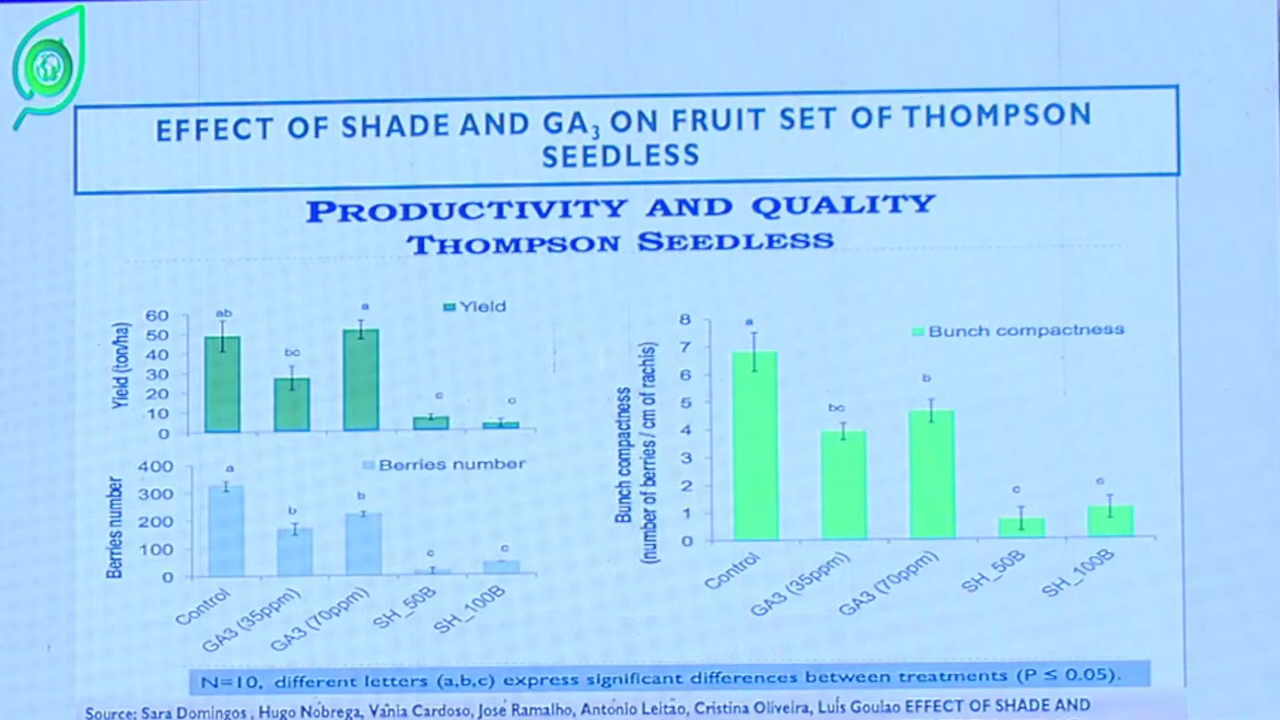 EFFECT OF SHADE AND GA3 ON FRUIT SET OF THOMPSON
SEEDLESS
PRODUCTIVITY AND QUALITY
THOMPSON SEEDLESS
Yield (ton/ha)
60
50
40
30
20
10
0
ab
bc
a
c
c
Yield
Berries number
400
300
200
100
0
a
b
b
c
c
Berries number
Control
GA3 (35ppm)
GA3 (70ppm)
SH_50B
SH_100B
Bunch compactness
(number of berries / cm of rachis)
8
7
6
5
4
3
2
1
0
a
bc
b
c
c
Bunch compactness
Control
GA3 (35ppm)
GA3 (70ppm)
SH_50B
SH_100B
N=10, different letters (a,b,c) express significant differences between treatments (P ≤ 0.05).
Source: Sara Domingos , Hugo Nóbrega, Vânia Cardoso, José Ramalho, António Leitão, Cristina Oliveira, Luís Goulao EFFECT OF SHADE AND